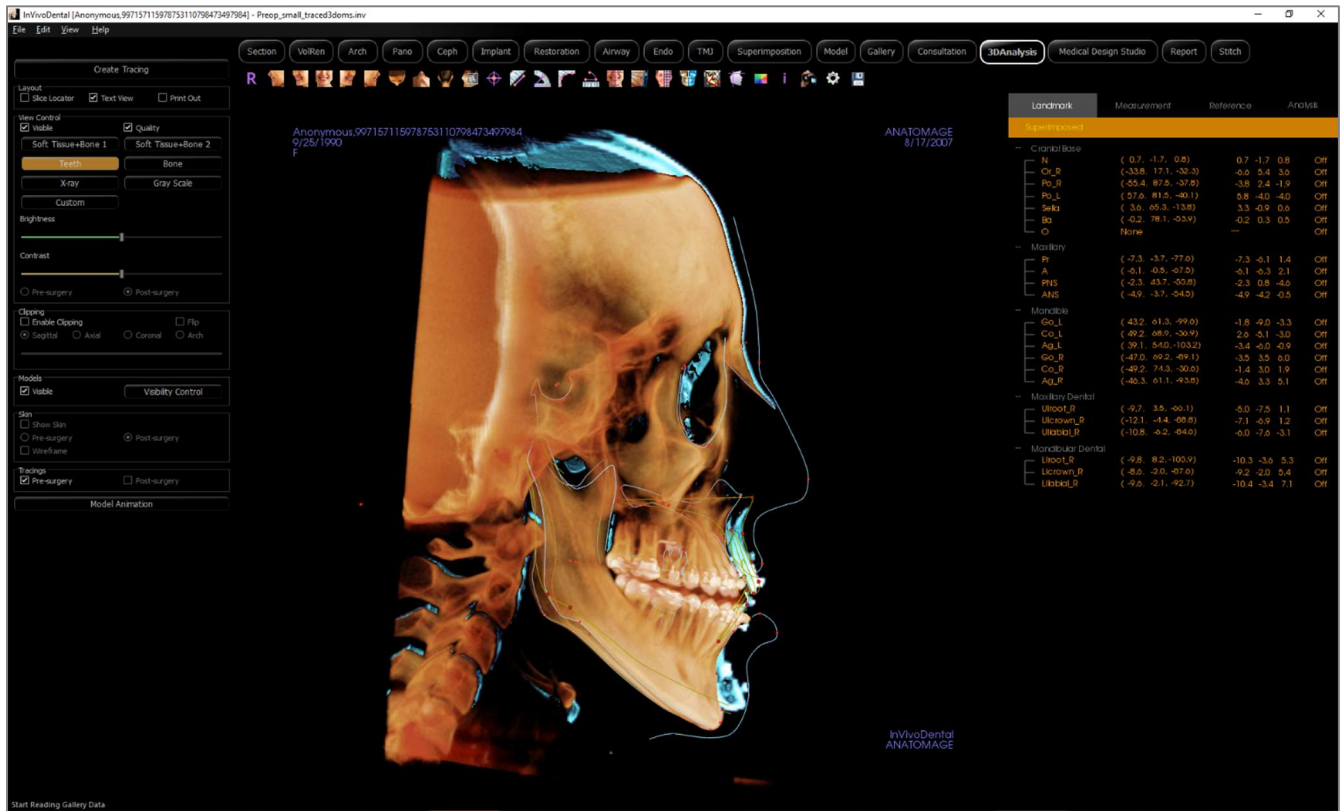 InVivoDental [Anonymous,9971571159787531107984734979​84] - Preop_small_traced3doms.inv
File Edit View Help
Section VolRen Arch Pano Ceph Implant Restoration Airway Endo TMJ Superimposition Model Gallery Consultation 3DAnalysis Medical Design Studio Report Stitch
Create Tracing
Layout
Slice Locator Text View Print Out
View Control
Visible Quality
Soft Tissue+Bone 1 Soft Tissue+Bone 2
Teeth Bone
X-ray Gray Scale
Custom
Brightness
Contrast
Pre-surgery Post-surgery
Clipping
Enable Clipping Flip
Sagittal Axial Coronal Arch
Models
Visible Visibility Control
Skin
Show Skin
Pre-surgery Post-surgery
Wireframe
Tracings
Pre-surgery Post-surgery
Model Animation
Start Reading Gallery Data
R
i
Anonymous,997157115978753110798473497984
9/25/1990
F
ANATOMAGE
8/17/2007
InVivoDental
ANATOMAGE
Landmark Measurement Reference Analysis
Superimposed
Cranial Base
N ( 0.7, -1.7, 0.8) 0.7 -1.7 0.8 Off
Or_R (-33.8, 17.1, -32.3) -6.6 5.4 3.6 Off
Po_R (-55.4, 87.5, -37.8) -3.8 2.4 -1.9 Off
Po_L ( 57.6, 81.5, -40.1) 5.8 -4.0 -4.0 Off
Sella ( 3.6, 65.3, -13.8) 3.3 -0.9 0.6 Off
Ba ( -0.2, 78.1, -53.9) -0.2 0.3 0.5 Off
O None --- Off
Maxillary
Pr ( -7.3, -3.7, -77.6) -7.3 -6.1 1.4 Off
A ( -6.1, -0.5, -67.5) -6.1 -6.3 2.1 Off
PNS ( -2.3, 43.7, -50.8) -2.3 0.8 -4.6 Off
ANS ( -4.9, -3.7, -54.5) -4.9 -4.2 -0.5 Off
Mandible
Go_L ( 43.2, 61.3, -99.6) -1.8 -9.0 -3.3 Off
Co_L ( 49.2, 68.9, -36.9) 2.6 -5.1 -3.0 Off
Ag_L ( 39.1, 54.0, -103.2) -3.4 -6.0 -0.9 Off
Go_R (-47.0, 69.2, -89.1) -3.5 3.5 6.0 Off
Co_R (-49.2, 74.3, -30.6) -1.4 3.0 1.9 Off
Ag_R (-46.3, 61.1, -93.8) -4.6 3.3 5.1 Off
Maxillary Dental
UIroot_R ( -9.7, 3.5, -66.1) -5.0 -7.5 1.1 Off
UIcrown_R (-12.1, -4.4, -88.8) -7.1 -6.9 1.2 Off
UIlabial_R (-10.8, -6.2, -84.6) -6.0 -7.6 -3.1 Off
Mandibular Dental
LIroot_R ( -9.8, 8.2, -105.9) -10.3 -3.6 5.3 Off
LIcrown_R ( -8.6, -2.0, -87.6) -9.2 -2.0 5.4 Off
LIlabial_R ( -9.6, -2.1, -92.7) -10.4 -3.4 7.1 Off